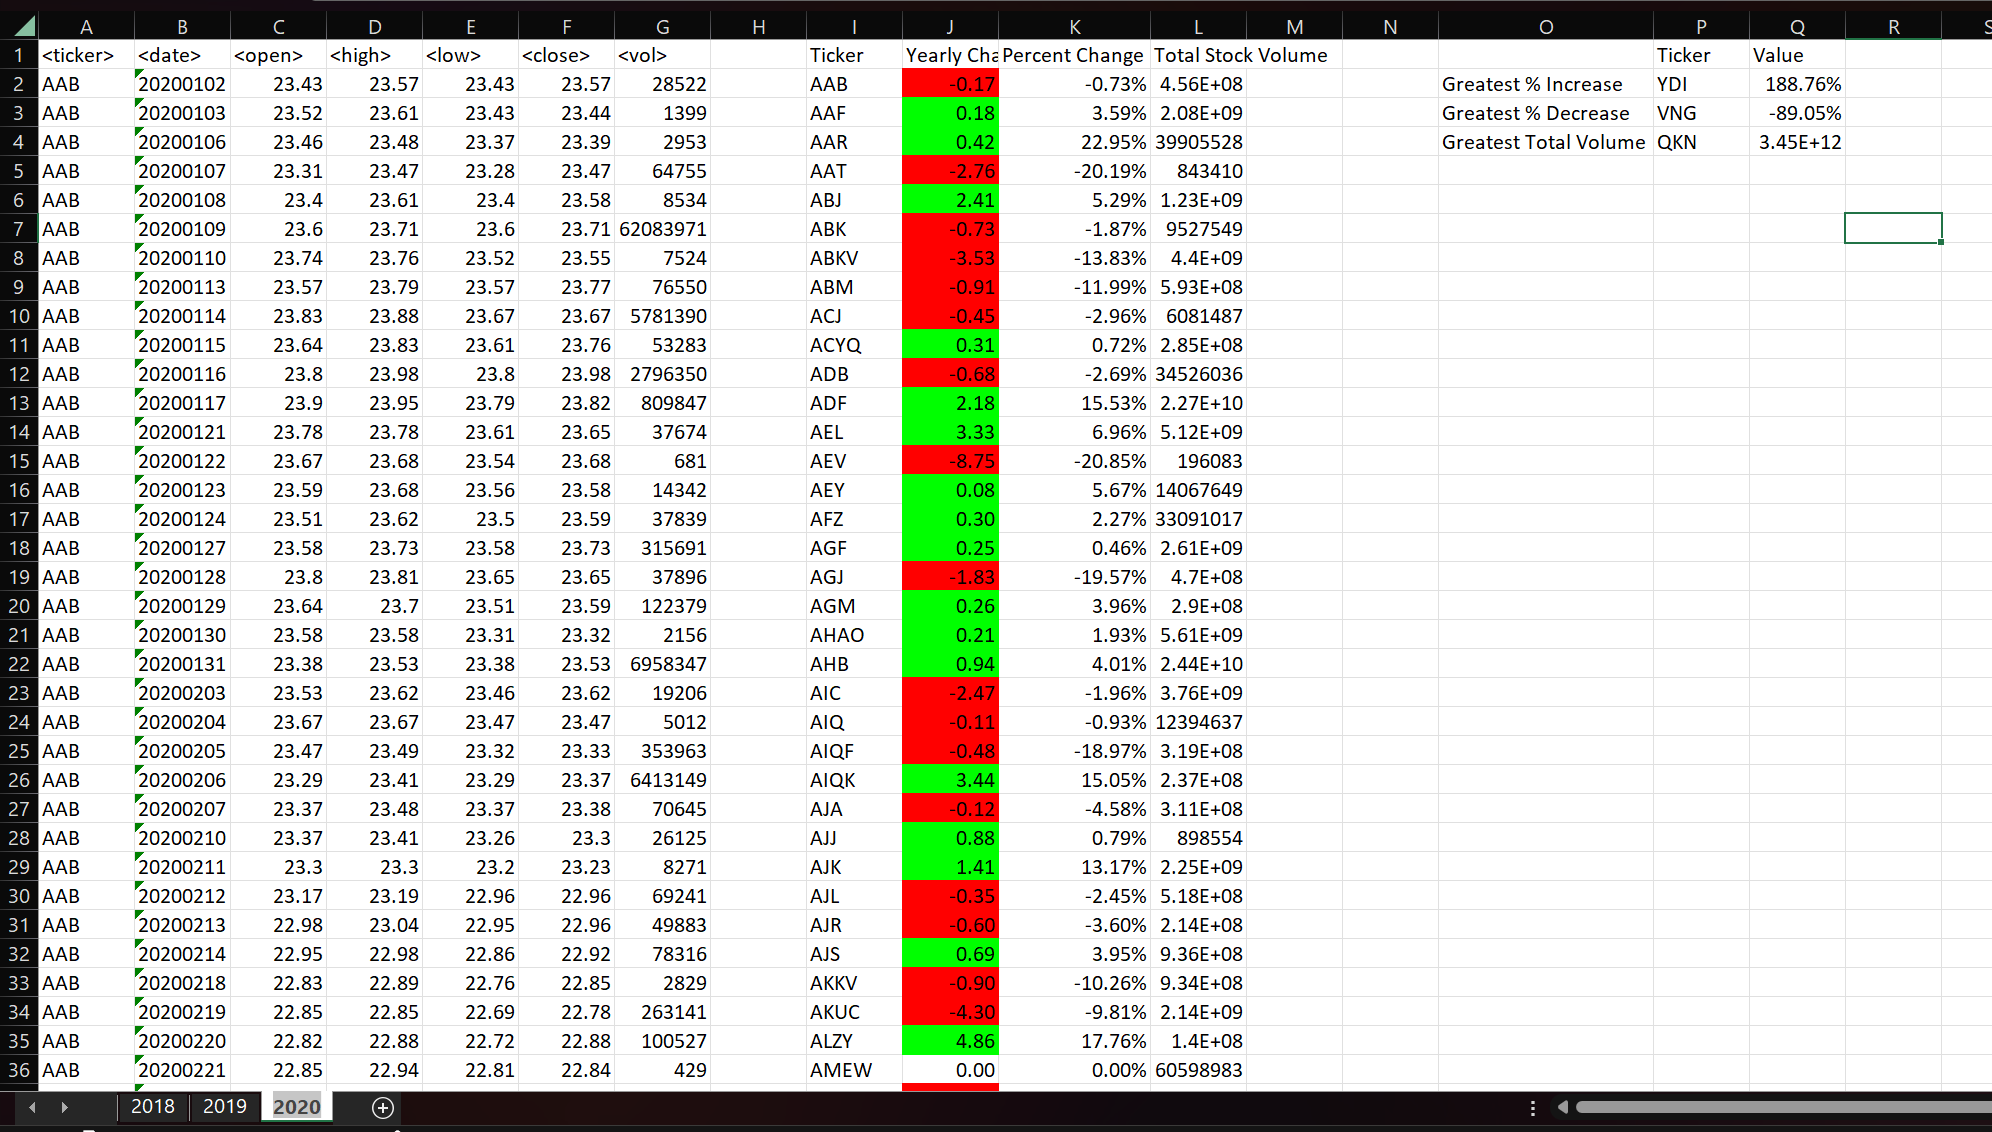 A B C D E F G H I J K L M N O P Q R S
1 <ticker> <date> <open> <high> <low> <close> <vol> Ticker Yearly Cha Percent Change Total Stock Volume Ticker Value
2 AAB 20200102 23.43 23.57 23.43 23.57 28522 AAB -0.17 -0.73% 4.56E+08 Greatest % Increase YDI 188.76%
3 AAB 20200103 23.52 23.61 23.43 23.44 1399 AAF 0.18 3.59% 2.08E+09 Greatest % Decrease VNG -89.05%
4 AAB 20200106 23.46 23.48 23.37 23.39 2953 AAR 0.42 22.95% 39905528 Greatest Total Volume QKN 3.45E+12
5 AAB 20200107 23.31 23.47 23.28 23.47 64755 AAT -2.76 -20.19% 843410
6 AAB 20200108 23.4 23.61 23.4 23.58 8534 ABJ 2.41 5.29% 1.23E+09
7 AAB 20200109 23.6 23.71 23.6 23.71 62083971 ABK -0.73 -1.87% 9527549
8 AAB 20200110 23.74 23.76 23.52 23.55 7524 ABKV -3.53 -13.83% 4.4E+09
9 AAB 20200113 23.57 23.79 23.57 23.77 76550 ABM -0.91 -11.99% 5.93E+08
10 AAB 20200114 23.83 23.88 23.67 23.67 5781390 ACJ -0.45 -2.96% 6081487
11 AAB 20200115 23.64 23.83 23.61 23.76 53283 ACYQ 0.31 0.72% 2.85E+08
12 AAB 20200116 23.8 23.98 23.8 23.98 2796350 ADB -0.68 -2.69% 34526036
13 AAB 20200117 23.9 23.95 23.79 23.82 809847 ADF 2.18 15.53% 2.27E+10
14 AAB 20200121 23.78 23.78 23.61 23.65 37674 AEL 3.33 6.96% 5.12E+09
15 AAB 20200122 23.67 23.68 23.54 23.68 681 AEV -8.75 -20.85% 196083
16 AAB 20200123 23.59 23.68 23.56 23.58 14342 AEY 0.08 5.67% 14067649
17 AAB 20200124 23.51 23.62 23.5 23.59 37839 AFZ 0.30 2.27% 33091017
18 AAB 20200127 23.58 23.73 23.58 23.73 315691 AGF 0.25 0.46% 2.61E+09
19 AAB 20200128 23.8 23.81 23.65 23.65 37896 AGJ -1.83 -19.57% 4.7E+08
20 AAB 20200129 23.64 23.7 23.51 23.59 122379 AGM 0.26 3.96% 2.9E+08
21 AAB 20200130 23.58 23.58 23.31 23.32 2156 AHAO 0.21 1.93% 5.61E+09
22 AAB 20200131 23.38 23.53 23.38 23.53 6958347 AHB 0.94 4.01% 2.44E+10
23 AAB 20200203 23.53 23.62 23.46 23.62 19206 AIC -2.47 -1.96% 3.76E+09
24 AAB 20200204 23.67 23.67 23.47 23.47 5012 AIQ -0.11 -0.93% 12394637
25 AAB 20200205 23.47 23.49 23.32 23.33 353963 AIQF -0.48 -18.97% 3.19E+08
26 AAB 20200206 23.29 23.41 23.29 23.37 6413149 AIQK 3.44 15.05% 2.37E+08
27 AAB 20200207 23.37 23.48 23.37 23.38 70645 AJA -0.12 -4.58% 3.11E+08
28 AAB 20200210 23.37 23.41 23.26 23.3 26125 AJJ 0.88 0.79% 898554
29 AAB 20200211 23.3 23.3 23.2 23.23 8271 AJK 1.41 13.17% 2.25E+09
30 AAB 20200212 23.17 23.19 22.96 22.96 69241 AJL -0.35 -2.45% 5.18E+08
31 AAB 20200213 22.98 23.04 22.95 22.96 49883 AJR -0.60 -3.60% 2.14E+08
32 AAB 20200214 22.95 22.98 22.86 22.92 78316 AJS 0.69 3.95% 9.36E+08
33 AAB 20200218 22.83 22.89 22.76 22.85 2829 AKKV -0.90 -10.26% 9.34E+08
34 AAB 20200219 22.85 22.85 22.69 22.78 263141 AKUC -4.30 -9.81% 2.14E+09
35 AAB 20200220 22.82 22.88 22.72 22.88 100527 ALZY 4.86 17.76% 1.4E+08
36 AAB 20200221 22.85 22.94 22.81 22.84 429 AMEW 0.00 0.00% 60598983
2018 2019 2020